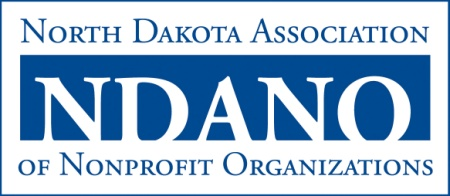 North Dakota Association
NDANO
of Nonprofit Organizations